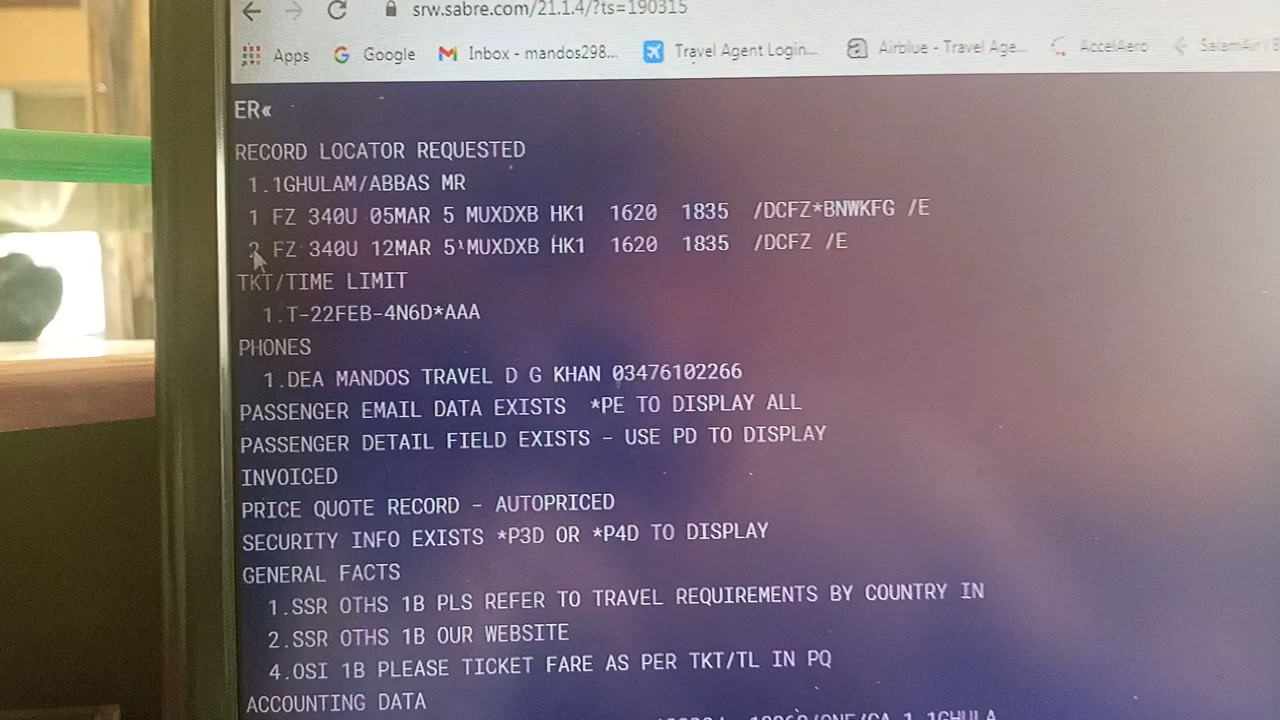 srw.sabre.com/21.1.4/?ts=190315
Apps Google Inbox - mandos298... Travel Agent Login... Airblue - Travel Age... AccelAero SalamAir
ER«
RECORD LOCATOR REQUESTED
1.1GHULAM/ABBAS MR
1 FZ 340U 05MAR 5 MUXDXB HK1 1620 1835 /DCFZ*BNWKFG /E
2 FZ 340U 12MAR 5 MUXDXB HK1 1620 1835 /DCFZ /E
TKT/TIME LIMIT
1.T-22FEB-4N6D*AAA
PHONES
1.DEA MANDOS TRAVEL D G KHAN 03476102266
PASSENGER EMAIL DATA EXISTS *PE TO DISPLAY ALL
PASSENGER DETAIL FIELD EXISTS - USE PD TO DISPLAY
INVOICED
PRICE QUOTE RECORD - AUTOPRICED
SECURITY INFO EXISTS *P3D OR *P4D TO DISPLAY
GENERAL FACTS
1.SSR OTHS 1B PLS REFER TO TRAVEL REQUIREMENTS BY COUNTRY IN
2.SSR OTHS 1B OUR WEBSITE
4.OSI 1B PLEASE TICKET FARE AS PER TKT/TL IN PQ
ACCOUNTING DATA